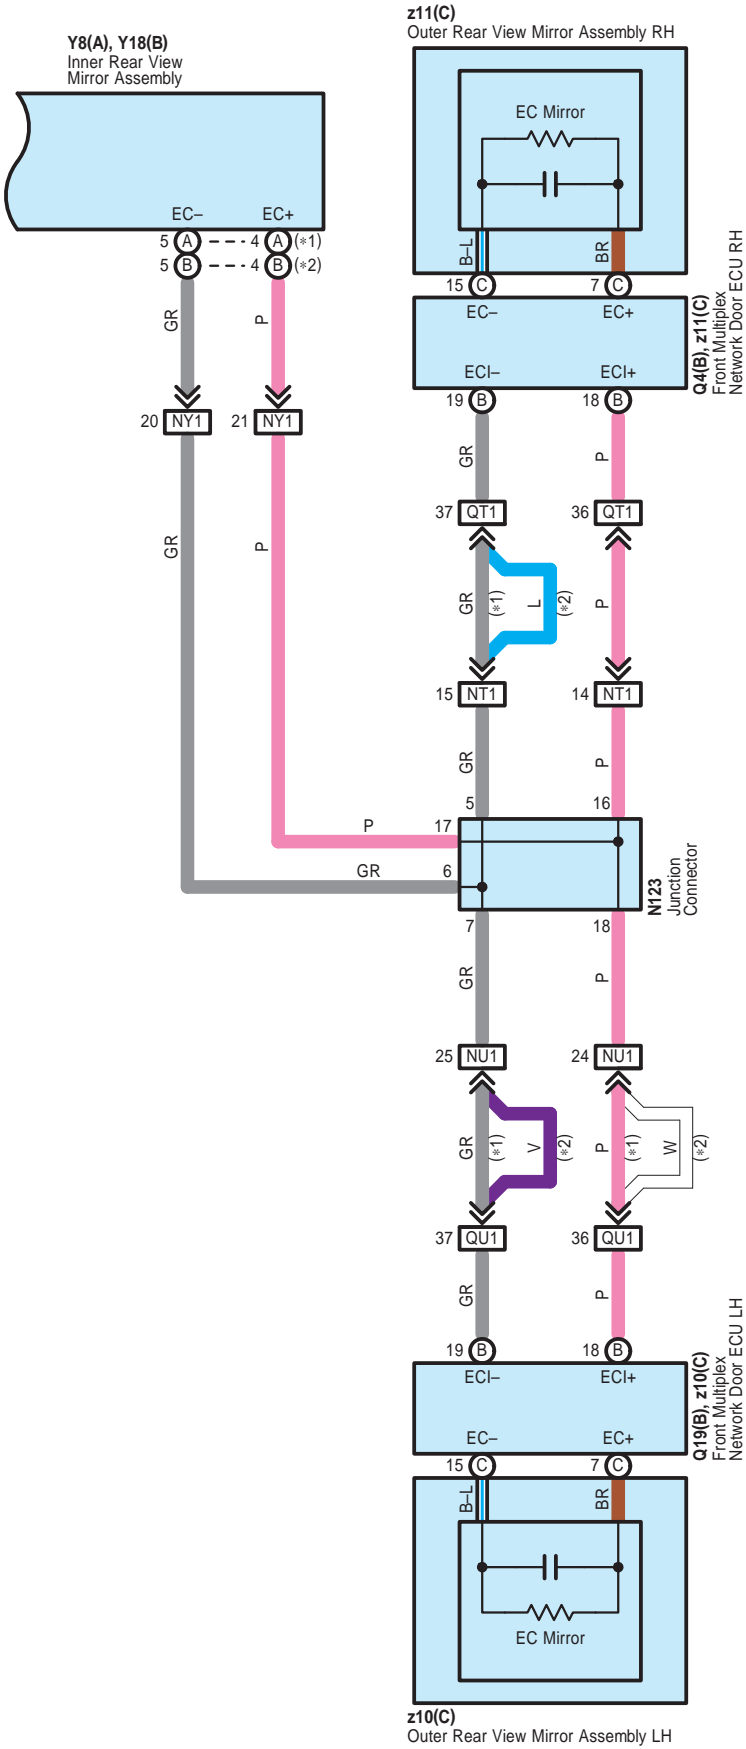 z11(C)
Outer Rear View Mirror Assembly RH
Y8(A), Y18(B)
Inner Rear View
Mirror Assembly
EC Mirror
EC– EC+
5 A 4 A (*1)
5 B 4 B (*2)
B–L BR
15 C 7 C
EC– EC+
Q4(B), z11(C)
Front Multiplex
Network Door ECU RH
GR P
ECI– ECI+
19 B 18 B
20 NY1 21 NY1
GR P
37 QT1 36 QT1
GR P
GR (*1) L (*2) P
15 NT1 14 NT1
GR P
5 16
P 17
GR 6
N123
Junction
Connector
7 18
GR P
25 NU1 24 NU1
GR (*1) V (*2) P (*1) W (*2)
37 QU1 36 QU1
GR P
19 B 18 B
ECI– ECI+
Q19(B), z10(C)
Front Multiplex
Network Door ECU LH
EC– EC+
15 C 7 C
B–L BR
EC Mirror
z10(C)
Outer Rear View Mirror Assembly LH